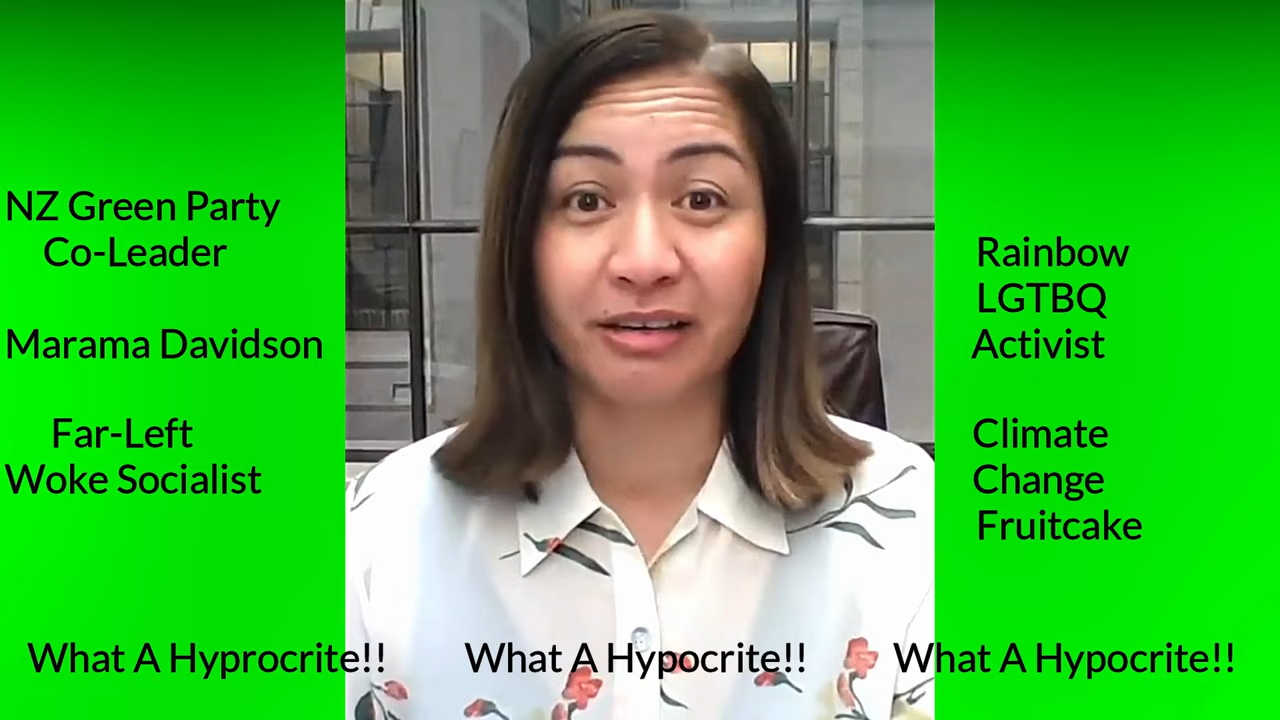 NZ Green Party
Co-Leader
Marama Davidson
Far-Left
Woke Socialist
Rainbow
LGTBQ
Activist
Climate
Change
Fruitcake
What A Hyprocrite!! What A Hypocrite!! What A Hypocrite!!